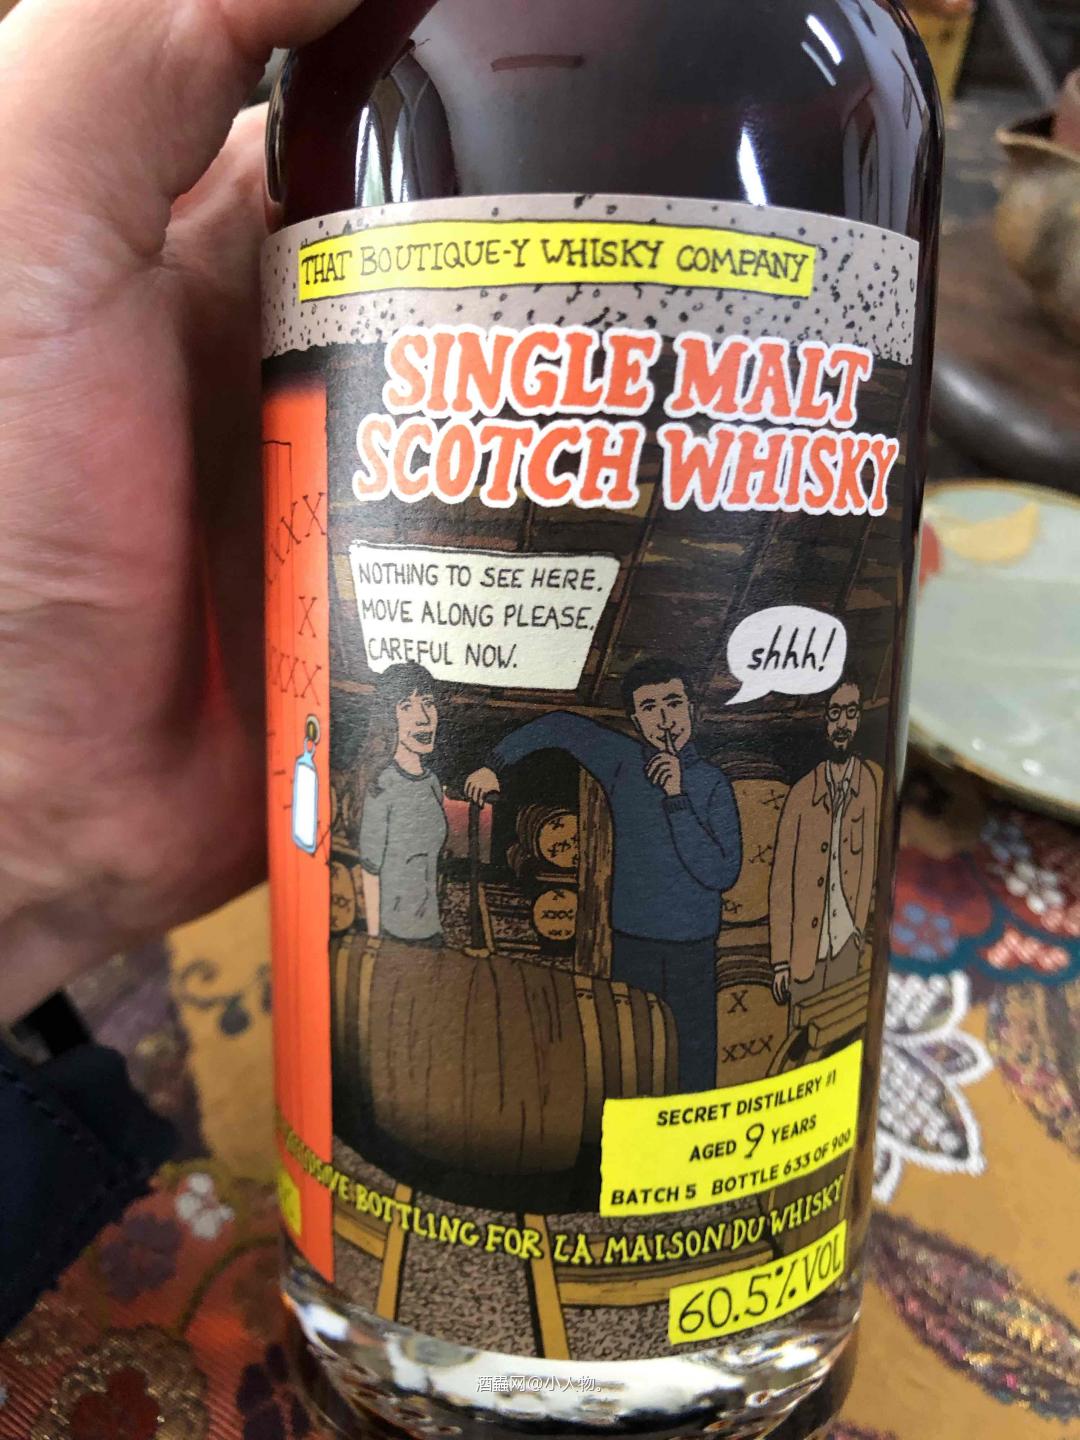 THAT BOUTIQUE-Y WHISKY COMPANY
SINGLE MALT
SCOTCH WHISKY
NOTHING TO SEE HERE.
MOVE ALONG PLEASE.
CAREFUL NOW.
shhh!
X
XXX
SECRET DISTILLERY #1
AGED 9 YEARS
BATCH 5 BOTTLE 633 OF 900
BOTTLING FOR LA MAISON DU WHISKY
60.5% VOL
酒齄网@小人物。